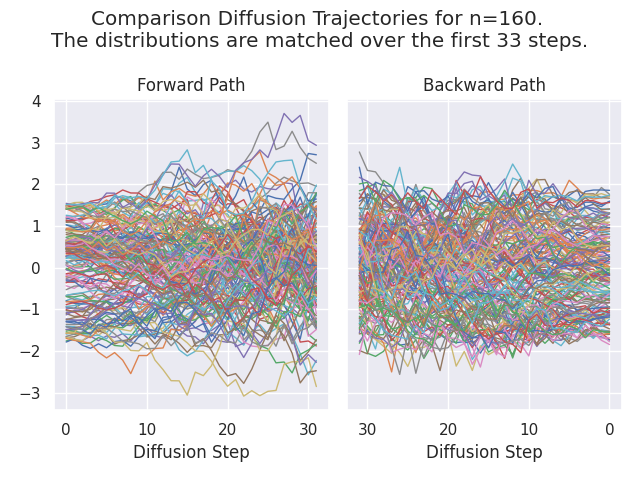 Comparison Diffusion Trajectories for n=160.
The distributions are matched over the first 33 steps.
Forward Path
Backward Path
4
3
2
1
0
−1
−2
−3
0 10 20 30
30 20 10 0
Diffusion Step
Diffusion Step